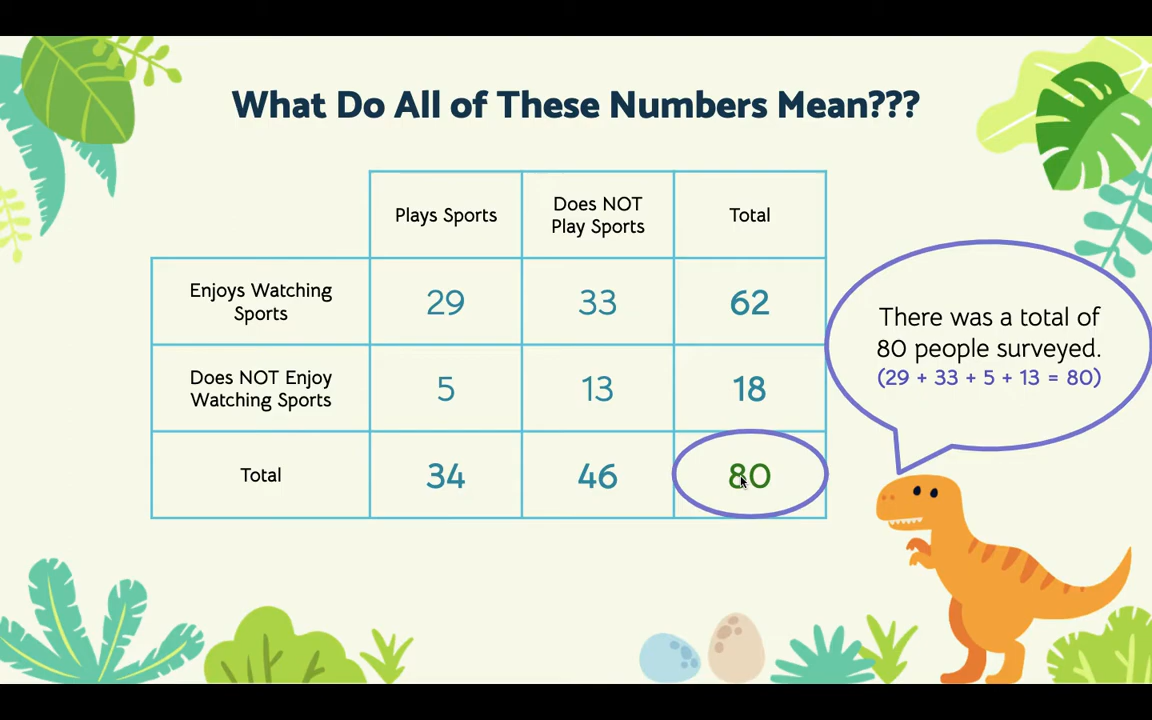 What Do All of These Numbers Mean???
Plays Sports
Does NOT
Play Sports
Total
Enjoys Watching
Sports
29
33
62
Does NOT Enjoy
Watching Sports
5
13
18
Total
34
46
80
There was a total of
80 people surveyed.
(29 + 33 + 5 + 13 = 80)